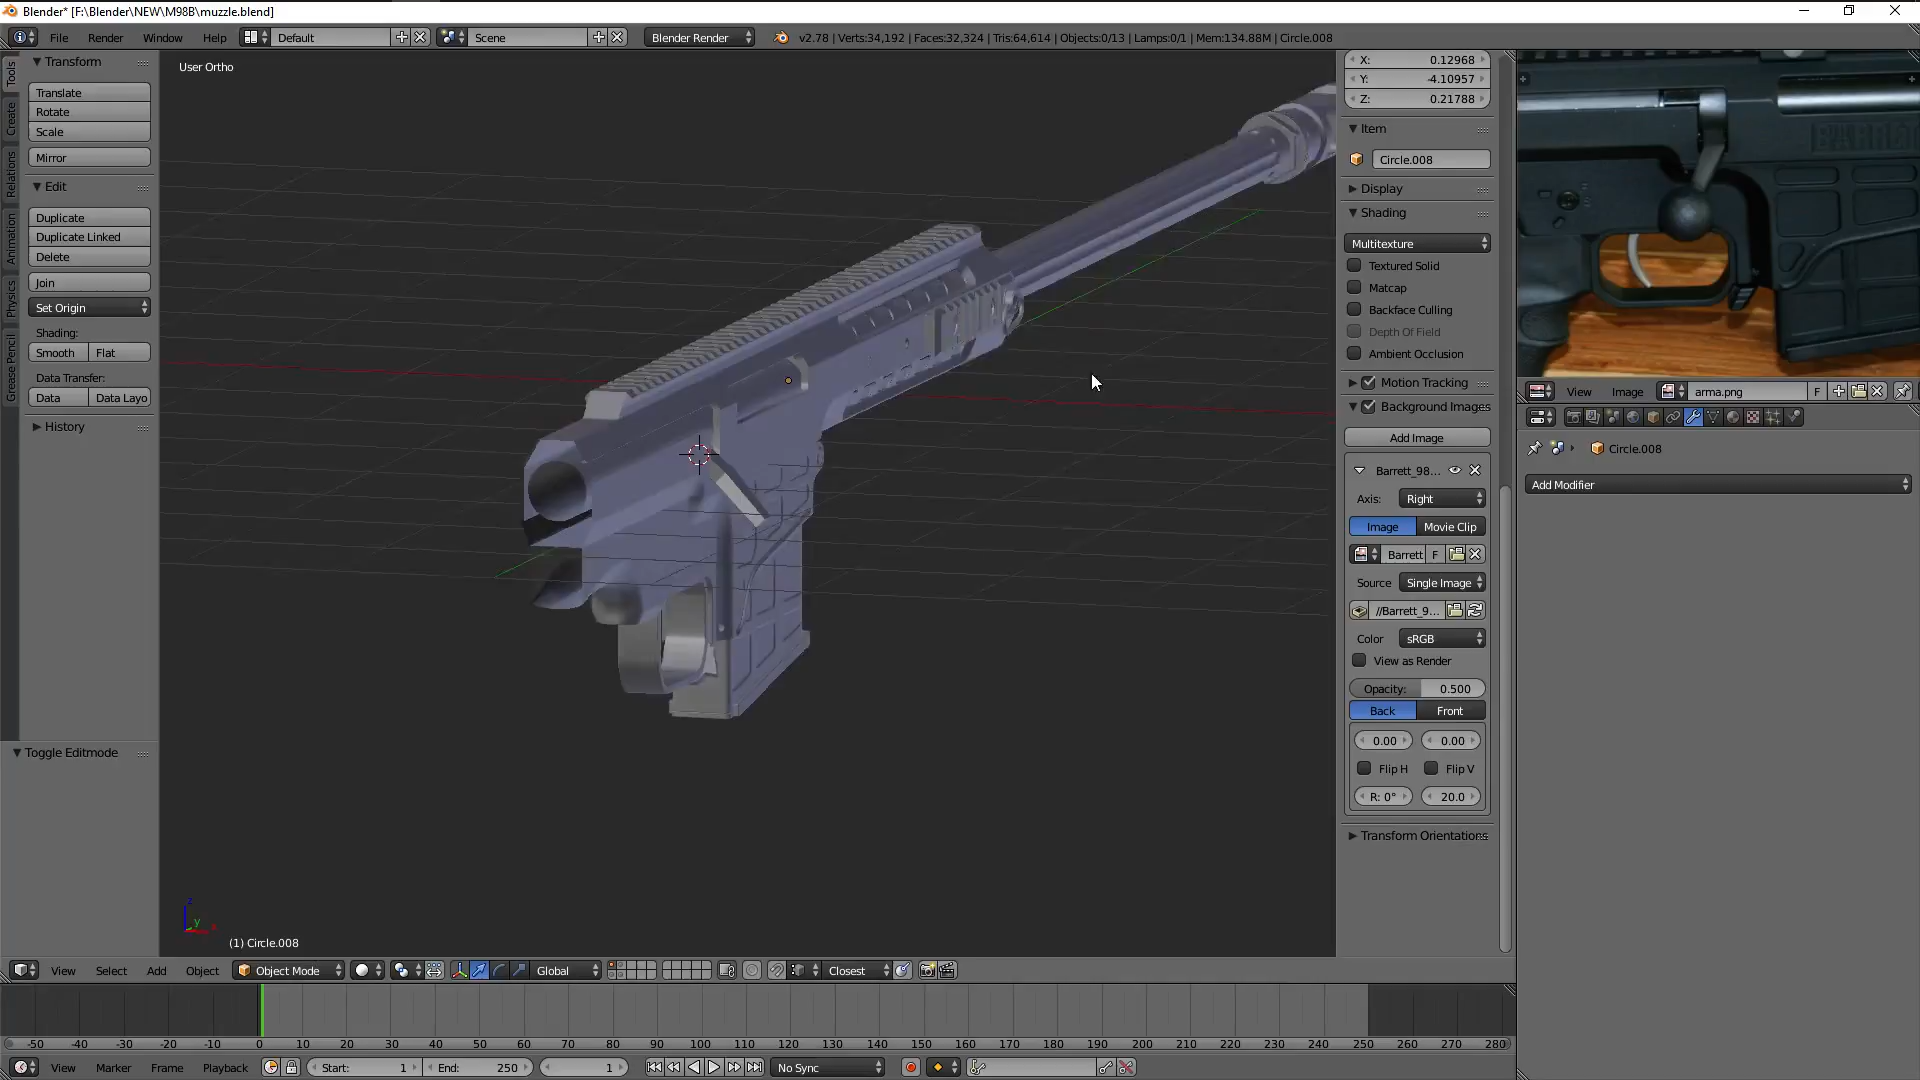 Blender* [F:\Blender\NEW\M98B\muzzle.blend]
File Render Window Help Default Scene Blender Render v2.78 | Verts:34,192 | Faces:32,324 | Tris:64,614 | Objects:0/13 | Lamps:0/1 | Mem:134.88M | Circle.008
Tools
Create
Relations
Animation
Physics
Grease Pencil
Transform
Translate
Rotate
Scale
Mirror
Edit
Duplicate
Duplicate Linked
Delete
Join
Set Origin
Shading:
Smooth Flat
Data Transfer:
Data Data Layo
History
Toggle Editmode
User Ortho
z
y
x
(1) Circle.008
X: 0.12968
Y: -4.10957
Z: 0.21788
Item
Circle.008
Display
Shading
Multitexture
Textured Solid
Matcap
Backface Culling
Depth Of Field
Ambient Occlusion
Motion Tracking
Background Images
Add Image
Barrett_98...
Axis: Right
Image Movie Clip
Barrett F
Source Single Image
//Barrett_9...
Color sRGB
View as Render
Opacity: 0.500
Back Front
0.00 0.00
Flip H Flip V
R: 0° 20.0
Transform Orientations
View Image arma.png F
Circle.008
Add Modifier
View Select Add Object Object Mode Global Closest
-50 -40 -30 -20 -10 0 10 20 30 40 50 60 70 80 90 100 110 120 130 140 150 160 170 180 190 200 210 220 230 240 250 260 270 280
View Marker Frame Playback Start: 1 End: 250 1 No Sync